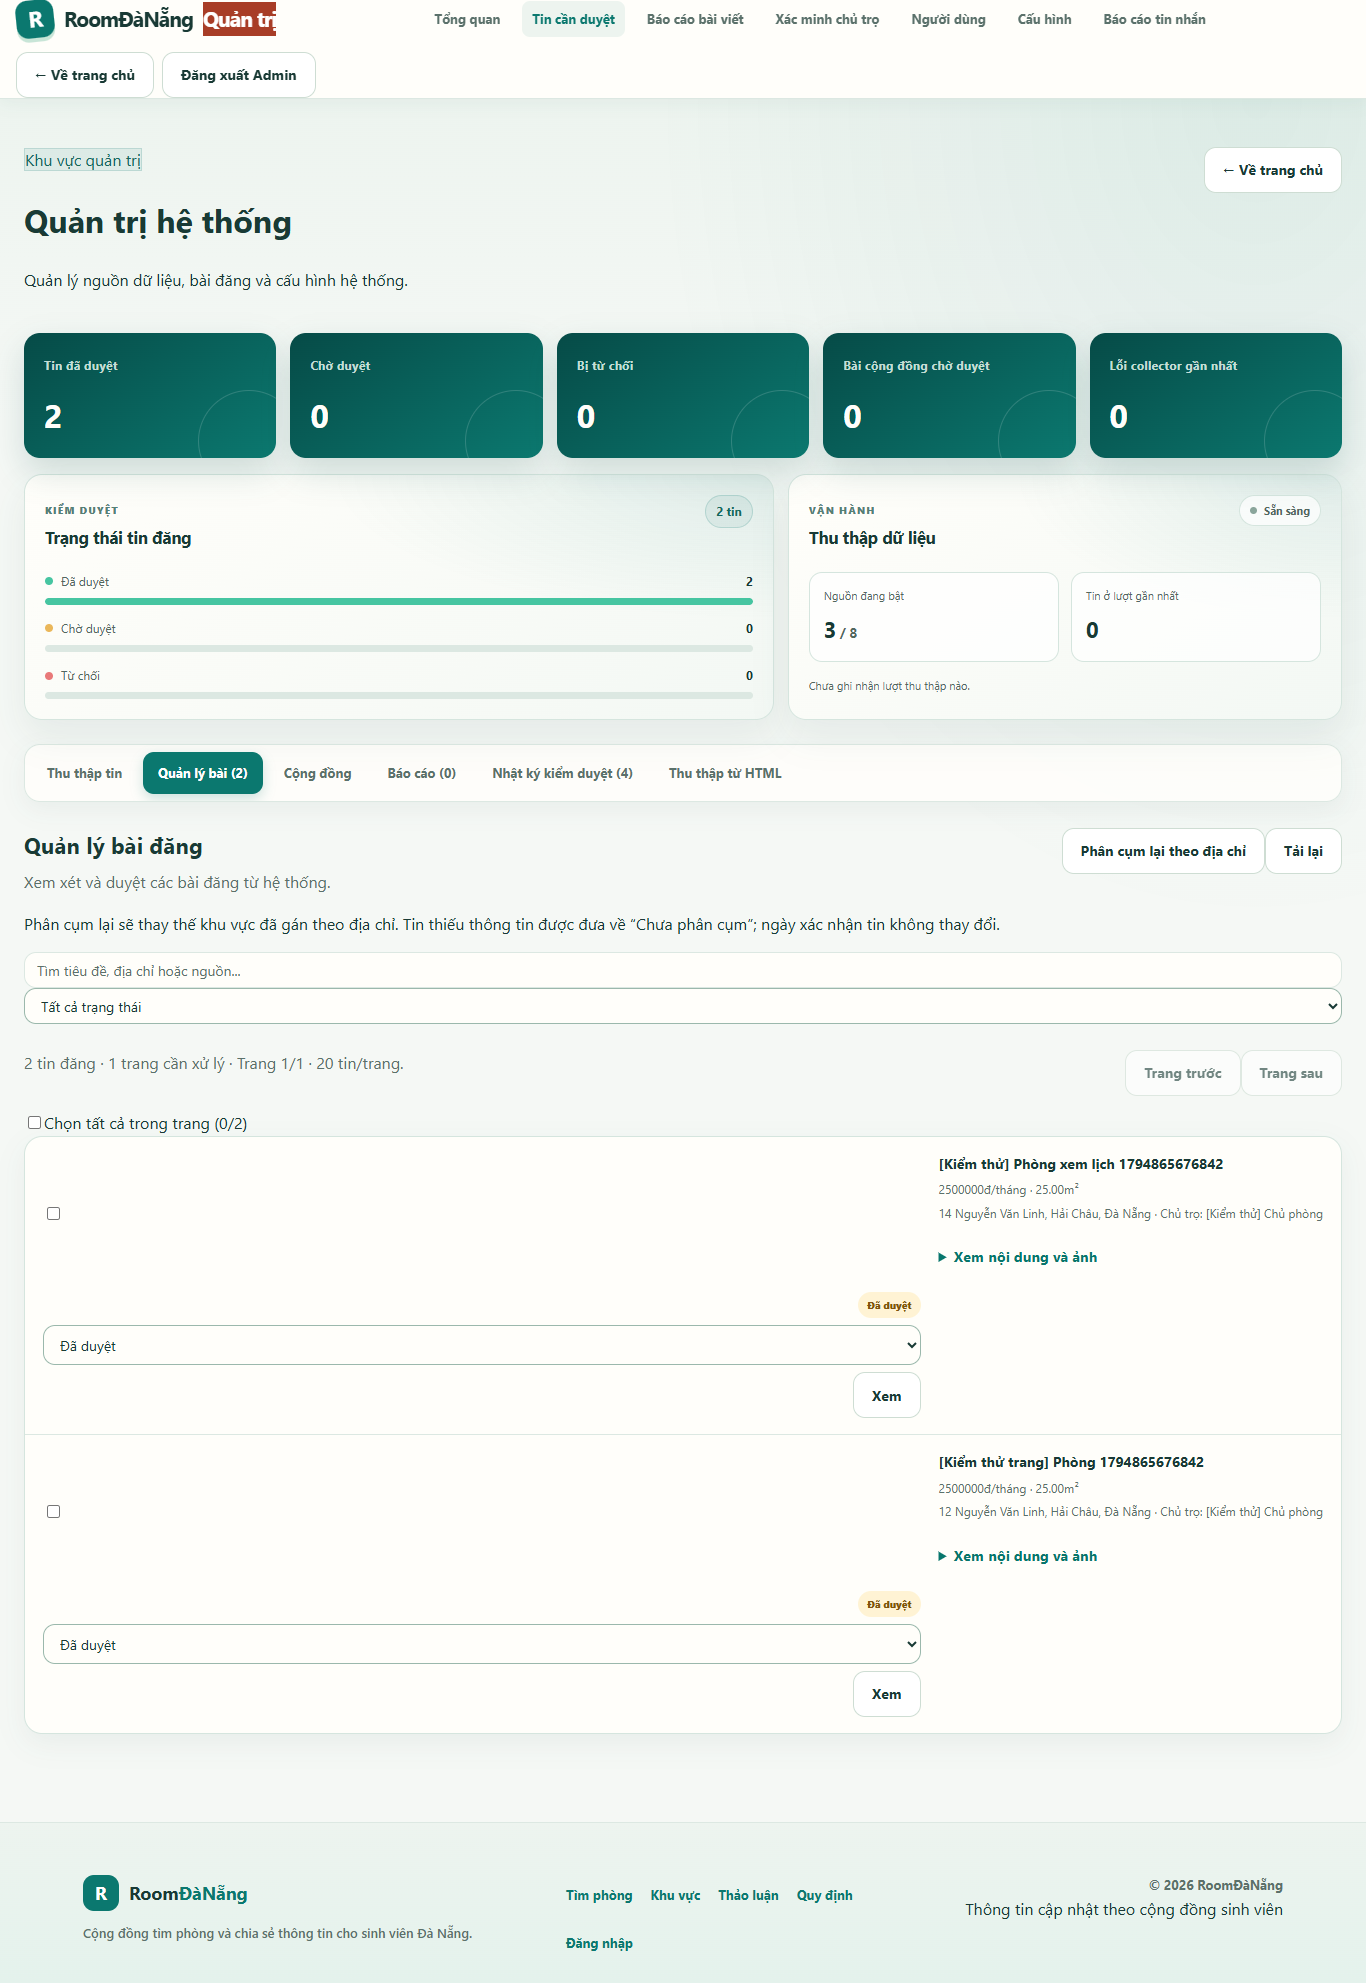 R RoomĐàNẵng Quản trị
Tổng quan Tin cần duyệt Báo cáo bài viết Xác minh chủ trọ Người dùng Cấu hình Báo cáo tin nhắn
← Về trang chủ Đăng xuất Admin
Khu vực quản trị
← Về trang chủ
Quản trị hệ thống
Quản lý nguồn dữ liệu, bài đăng và cấu hình hệ thống.
Tin đã duyệt
2
Chờ duyệt
0
Bị từ chối
0
Bài cộng đồng chờ duyệt
0
Lỗi collector gần nhất
0
KIỂM DUYỆT
Trạng thái tin đăng
2 tin
Đã duyệt 2
Chờ duyệt 0
Từ chối 0
VẬN HÀNH
Thu thập dữ liệu
Sẵn sàng
Nguồn đang bật
3 / 8
Tin ở lượt gần nhất
0
Chưa ghi nhận lượt thu thập nào.
Thu thập tin Quản lý bài (2) Cộng đồng Báo cáo (0) Nhật ký kiểm duyệt (4) Thu thập từ HTML
Quản lý bài đăng
Xem xét và duyệt các bài đăng từ hệ thống.
Phân cụm lại theo địa chỉ Tải lại
Phân cụm lại sẽ thay thế khu vực đã gán theo địa chỉ. Tin thiếu thông tin được đưa về “Chưa phân cụm”; ngày xác nhận tin không thay đổi.
Tìm tiêu đề, địa chỉ hoặc nguồn...
Tất cả trạng thái
2 tin đăng · 1 trang cần xử lý · Trang 1/1 · 20 tin/trang.
Trang trước Trang sau
Chọn tất cả trong trang (0/2)
[Kiểm thử] Phòng xem lịch 1794865676842
2500000đ/tháng · 25.00m²
14 Nguyễn Văn Linh, Hải Châu, Đà Nẵng · Chủ trọ: [Kiểm thử] Chủ phòng
▶ Xem nội dung và ảnh
Đã duyệt
Đã duyệt
Xem
[Kiểm thử trang] Phòng 1794865676842
2500000đ/tháng · 25.00m²
12 Nguyễn Văn Linh, Hải Châu, Đà Nẵng · Chủ trọ: [Kiểm thử] Chủ phòng
▶ Xem nội dung và ảnh
Đã duyệt
Đã duyệt
Xem
R RoomĐàNẵng
Cộng đồng tìm phòng và chia sẻ thông tin cho sinh viên Đà Nẵng.
Tìm phòng Khu vực Thảo luận Quy định
Đăng nhập
© 2026 RoomĐàNẵng
Thông tin cập nhật theo cộng đồng sinh viên